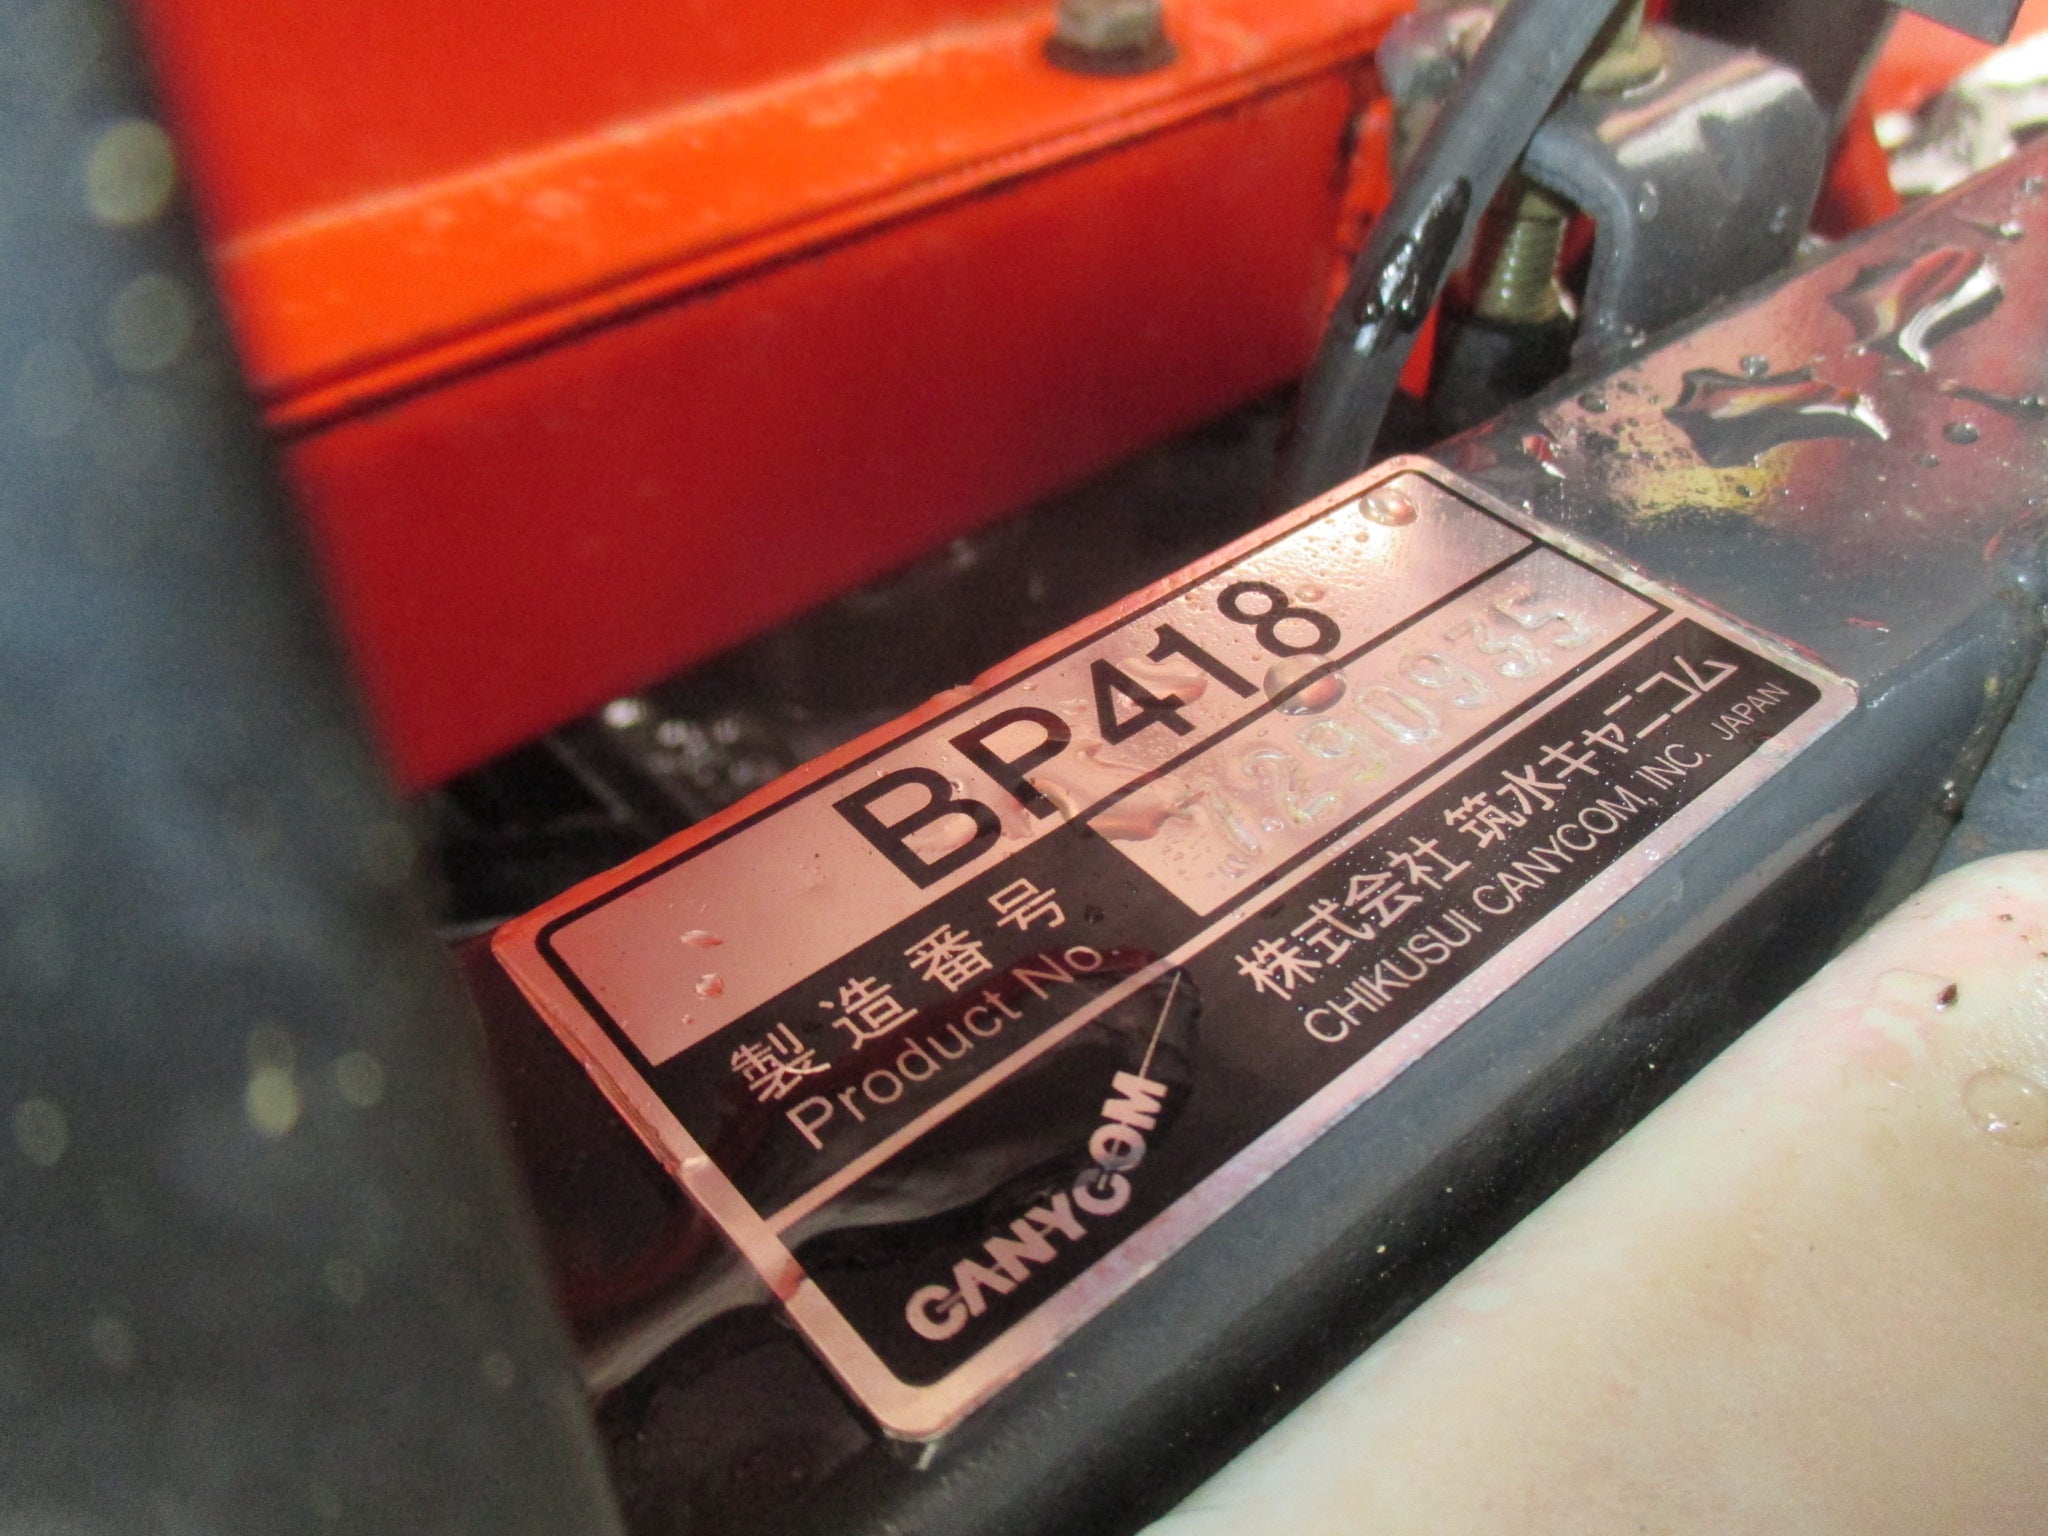 BP418
製造番号
Product No.
7290935
CANYCOM
株式会社 筑水キャニコム
CHIKUSUI CANYCOM, INC. JAPAN